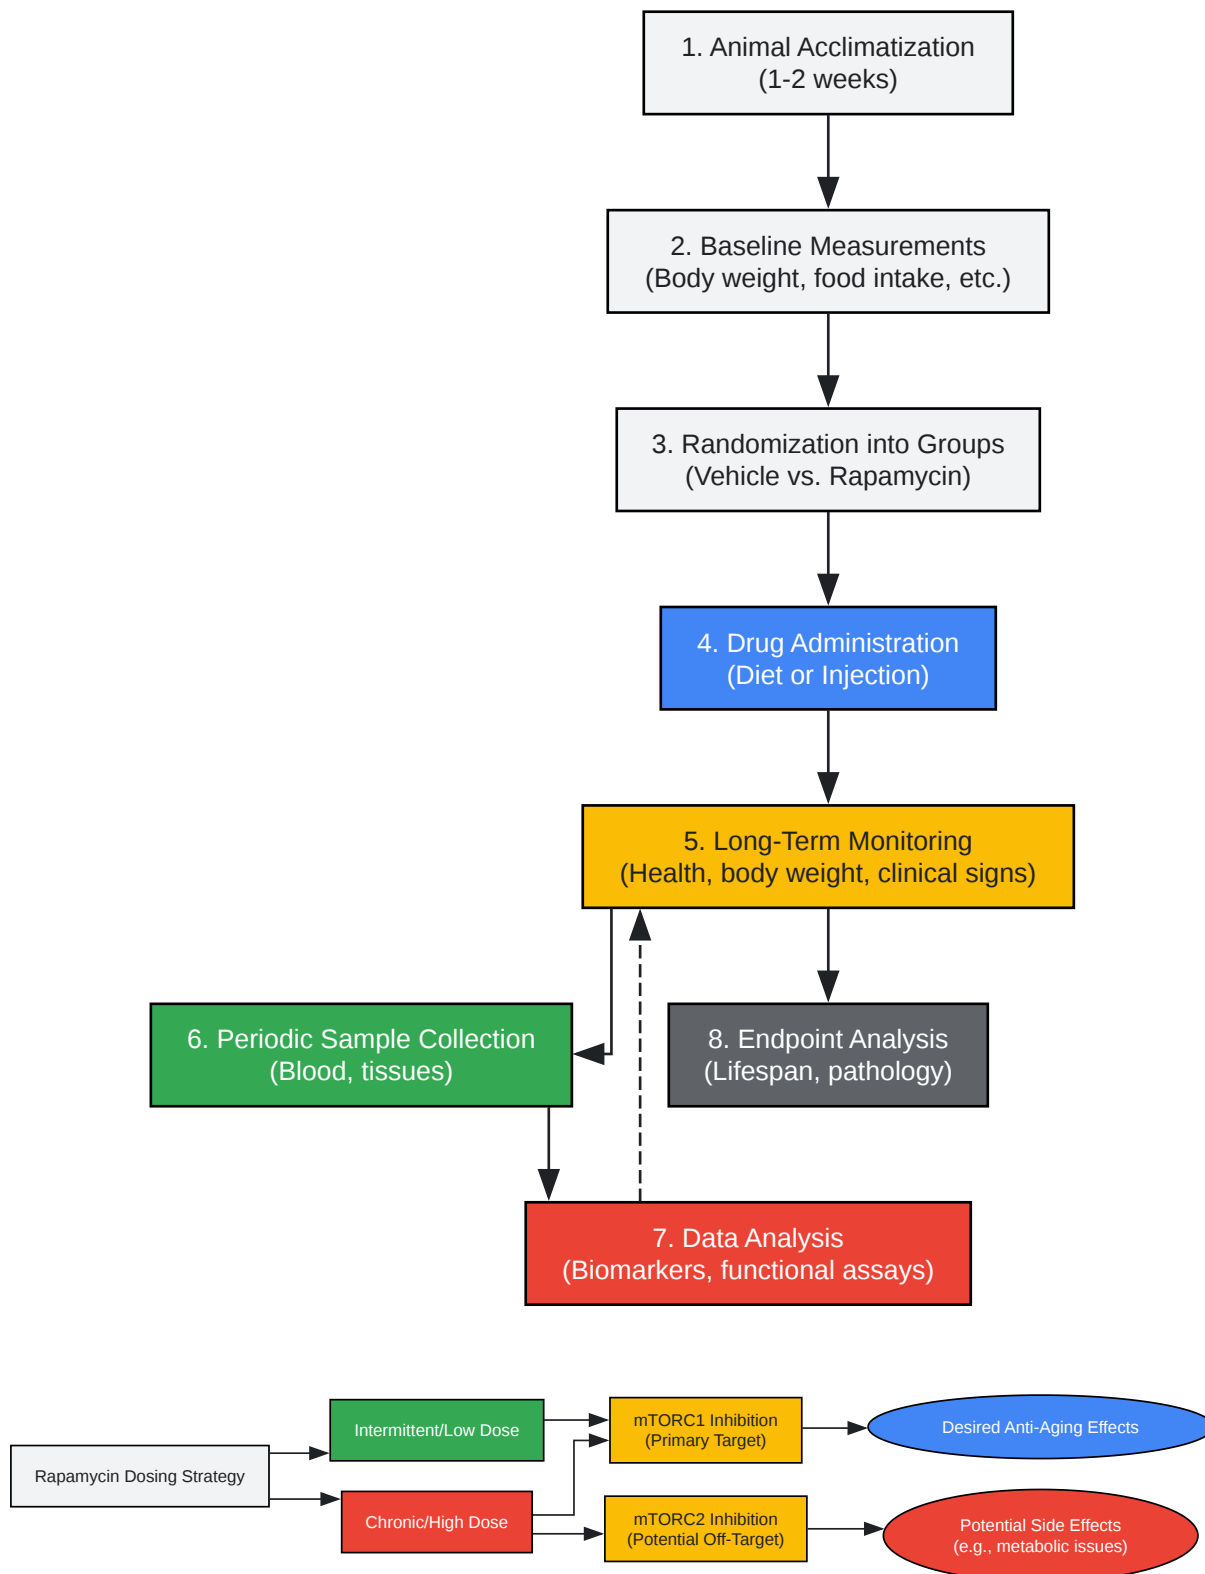 1. Animal Acclimatization
(1-2 weeks)
2. Baseline Measurements
(Body weight, food intake, etc.)
3. Randomization into Groups
(Vehicle vs. Rapamycin)
4. Drug Administration
(Diet or Injection)
5. Long-Term Monitoring
(Health, body weight, clinical signs)
6. Periodic Sample Collection
(Blood, tissues)
8. Endpoint Analysis
(Lifespan, pathology)
7. Data Analysis
(Biomarkers, functional assays)
Rapamycin Dosing Strategy
Intermittent/Low Dose
Chronic/High Dose
mTORC1 Inhibition
(Primary Target)
mTORC2 Inhibition
(Potential Off-Target)
Desired Anti-Aging Effects
Potential Side Effects
(e.g., metabolic issues)